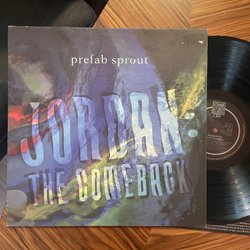 prefab sprout
JORDAN:
THE COMEBACK